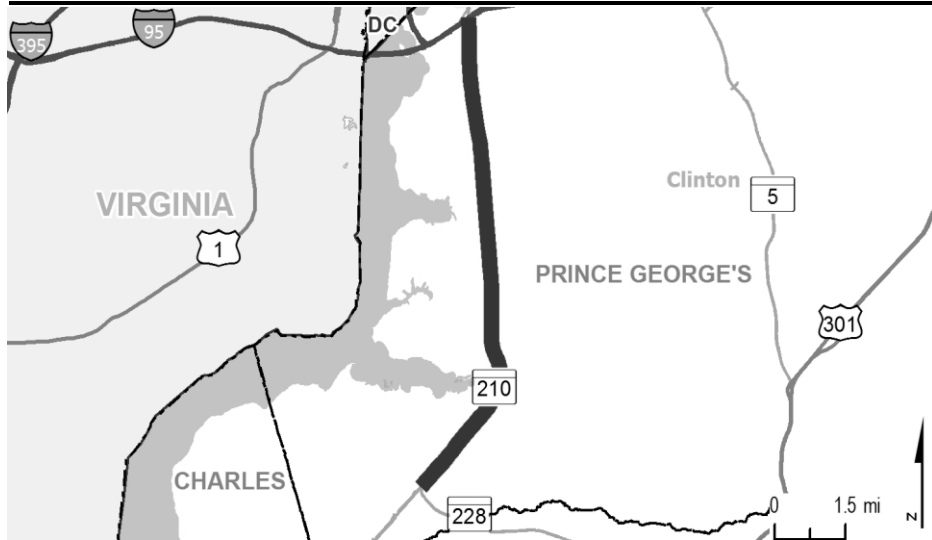 DC
95
395
Clinton
5
VIRGINIA
1
PRINCE GEORGE'S
301
210
CHARLES
0 1.5 mi
228
N